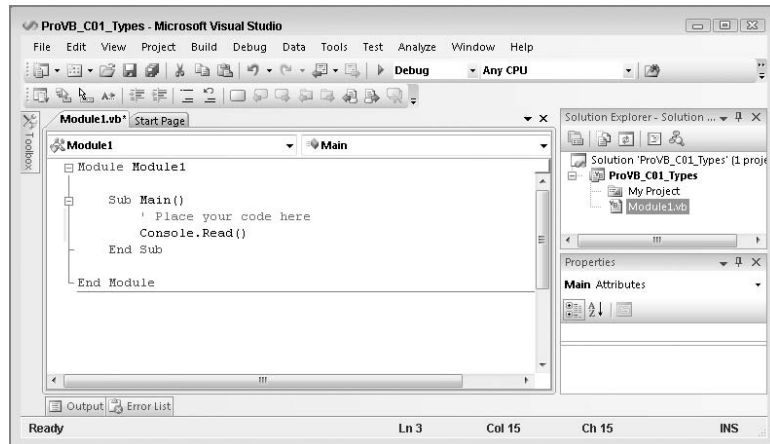 ProVB_C01_Types - Microsoft Visual Studio
File Edit View Project Build Debug Data Tools Test Analyze Window Help
Debug Any CPU
Toolbox
Module1.vb* Start Page
Module1 Main
Module Module1
Sub Main()
' Place your code here
Console.Read()
End Sub
End Module
Solution Explorer - Solution ...
Solution 'ProVB_C01_Types' (1 proje
ProVB_C01_Types
My Project
Module1.vb
Properties
Main Attributes
Output Error List
Ready Ln 3 Col 15 Ch 15 INS